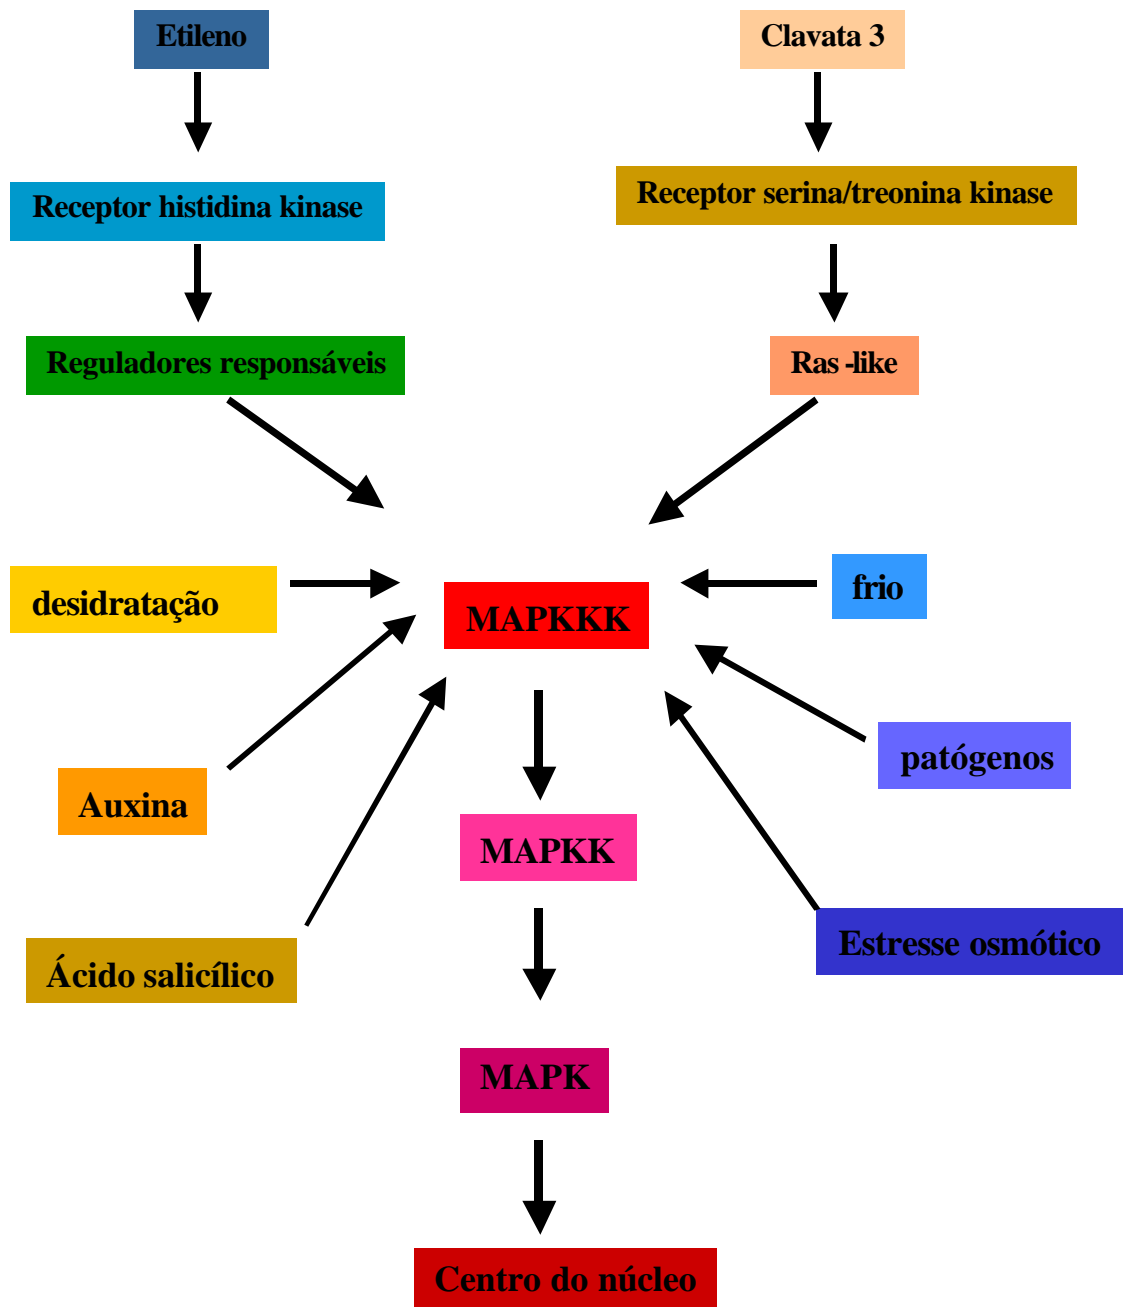 Etileno
Clavata 3
Receptor histidina kinase
Receptor serina/treonina kinase
Reguladores responsáveis
Ras -like
desidratação
MAPKKK
frio
Auxina
patógenos
MAPKK
Ácido salicílico
Estresse osmótico
MAPK
Centro do núcleo